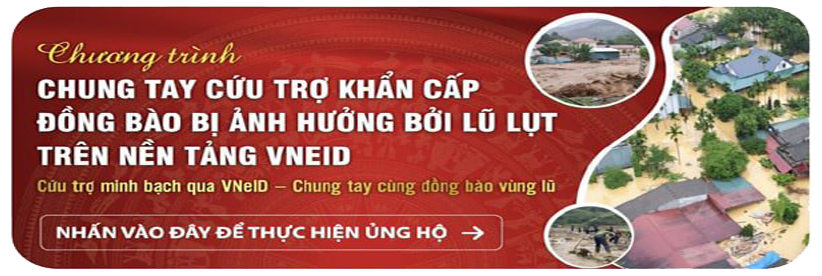 Chương trình
CHUNG TAY CỨU TRỢ KHẨN CẤP
ĐỒNG BÀO BỊ ẢNH HƯỞNG BỞI LŨ LỤT
TRÊN NỀN TẢNG VNEID
Cứu trợ minh bạch qua VNeID – Chung tay cùng đồng bào vùng lũ
NHẤN VÀO ĐÂY ĐỂ THỰC HIỆN ỦNG HỘ →